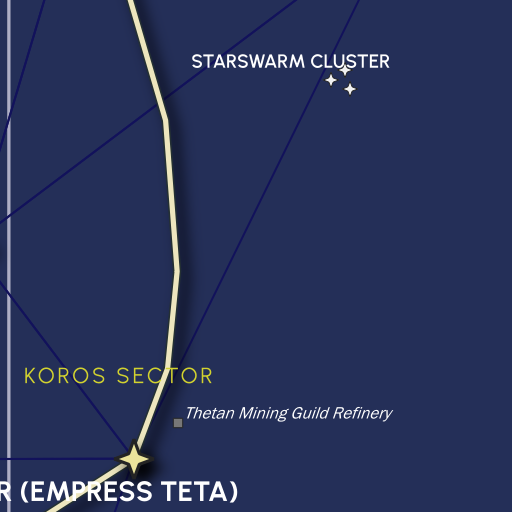 STARSWARM CLUSTER
KOROS SECTOR
Thetan Mining Guild Refinery
R (EMPRESS TETA)